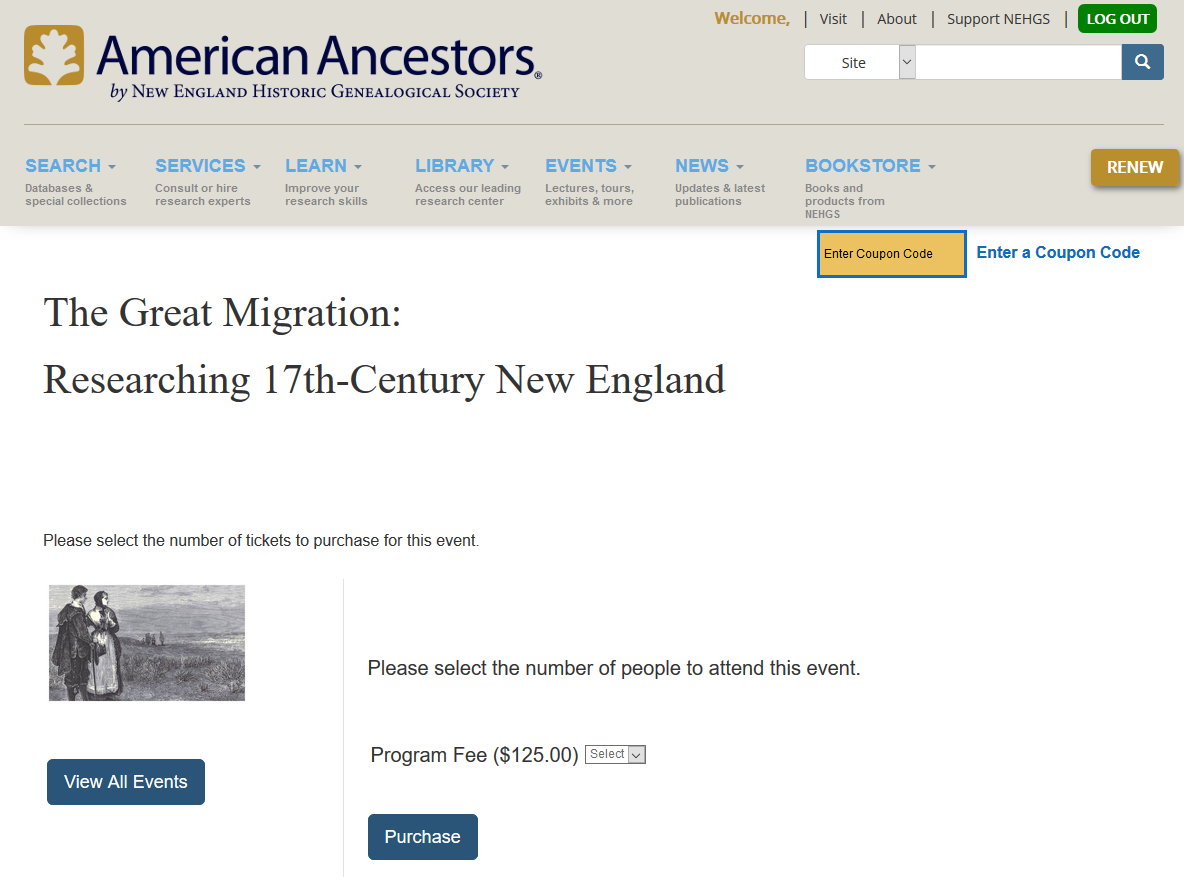 Welcome, | Visit | About | Support NEHGS | LOG OUT
American Ancestors®
by NEW ENGLAND HISTORIC GENEALOGICAL SOCIETY
Site
SEARCH
Databases &
special collections
SERVICES
Consult or hire
research experts
LEARN
Improve your
research skills
LIBRARY
Access our leading
research center
EVENTS
Lectures, tours,
exhibits & more
NEWS
Updates & latest
publications
BOOKSTORE
Books and
products from
NEHGS
RENEW
Enter Coupon Code Enter a Coupon Code
The Great Migration:
Researching 17th-Century New England
Please select the number of tickets to purchase for this event.
Please select the number of people to attend this event.
Program Fee ($125.00) Select
View All Events
Purchase